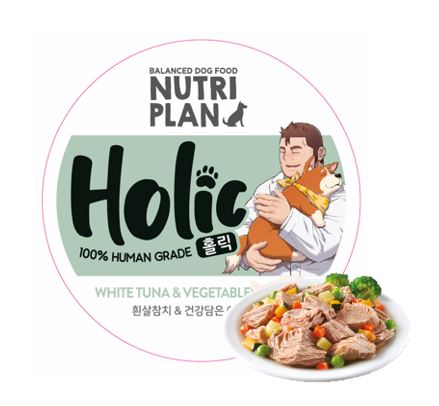 BALANCED DOG FOOD
NUTRI
PLAN
Holic
100% HUMAN GRADE 홀릭
WHITE TUNA & VEGETABLE
흰살참치 & 건강담은